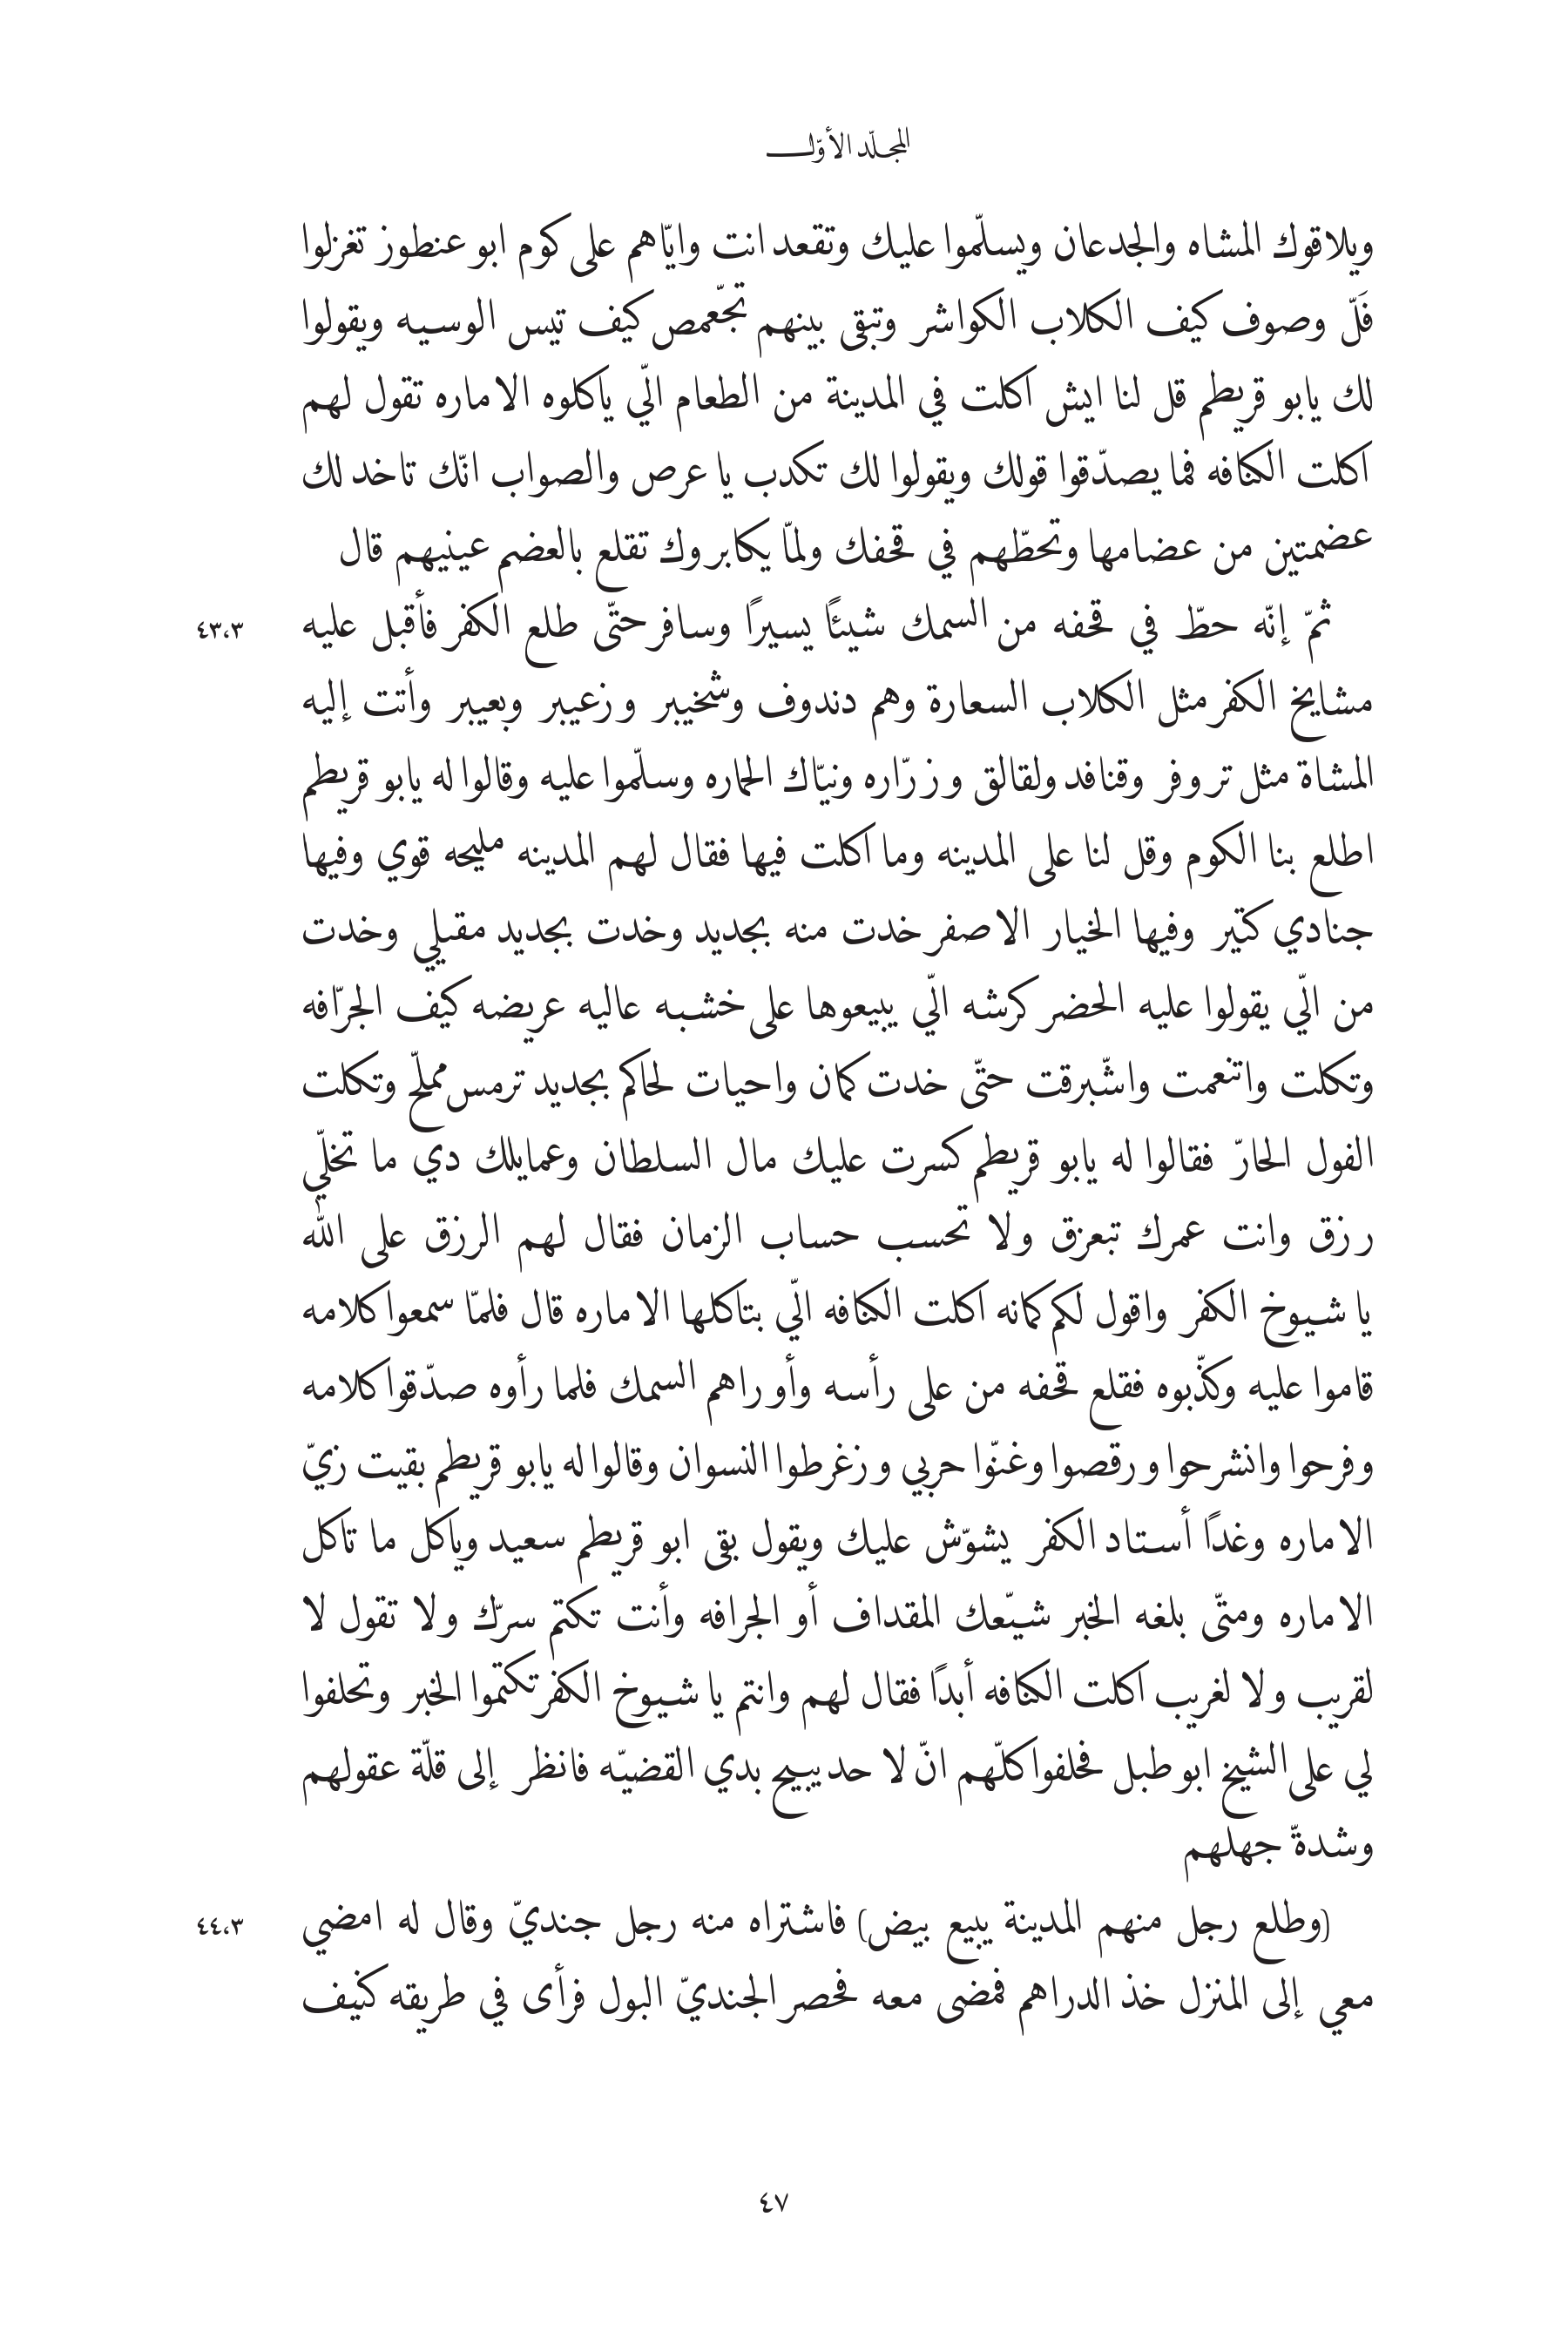 المجلّد الأوّل
ويلاقوك المشاه والجدعان ويسلّموا عليك وتقعد انت وايّاهم على كوم ابو عنطوز تغزلوا
فَلّ وصوف كيف الكلاب الكواشر وتبقى بينهم تجّعمص كيف تيس الوسيه ويقولوا
لك يابو قريطم قل لنا ايش اكلت في المدينة من الطعام الّي ياكلوه الاماره تقول لهم
اكلت الكنافه فما يصدّقوا قولك ويقولوا لك تكدب يا عرص والصواب انّك تاخد لك
عضمتين من عضامها وتحطّهم في قحفك ولمّا يكابروك تقلع بالعضم عينيهم قال
ثمّ إنّه حطّ في قحفه من السمك شيئًا يسيرًا وسافر حتّى طلع الكفر فأقبل عليه
٤٣،٣
مشايخ الكفر مثل الكلاب السعارة وهم دندوف وشخيبر وزعيبر وبعيبر وأتت إليه
المشاة مثل تروفر وقنافد ولقالق وزرّاره ونيّاك الحماره وسلّموا عليه وقالوا له يابو قريطم
اطلع بنا الكوم وقل لنا على المدينه وما اكلت فيها فقال لهم المدينه مليحه قوي وفيها
جنادي كتير وفيها الخيار الاصفر خدت منه بجديد وخدت بجديد مقيلي وخدت
من الّي يقولوا عليه الحضر كرشه الّي يبيعوها على خشبه عاليه عريضه كيف الجرّافه
وتكلت واتنعمت واشّبرقت حتّى خدت كمان واحيات لحاكم بجديد ترمس مملّح وتكلت
الفول الحارّ فقالوا له يابو قريطم كسرت عليك مال السلطان وعمايلك دي ما تخلّي
رزق وانت عمرك تبعزق ولا تحسب حساب الزمان فقال لهم الرزق على الله
يا شيوخ الكفر واقول لكم كمانه اكلت الكنافه الّي بتاكلها الاماره قال فلمّا سمعوا كلامه
قاموا عليه وكذّبوه فقلع قحفه من على رأسه وأوراهم السمك فلما رأوه صدّقوا كلامه
وفرحوا وانشرحوا ورقصوا وغنّوا حربي وزغرطوا النسوان وقالوا له يابو قريطم بقيت زيّ
الاماره وغدًا أستاد الكفر يشوّش عليك ويقول بقى ابو قريطم سعيد وياكل ما تاكل
الاماره ومتّى بلغه الخبر شيّعك المقداف أو الجرافه وأنت تكتم سرّك ولا تقول لا
لقريب ولا لغريب اكلت الكنافه أبدًا فقال لهم وانتم يا شيوخ الكفر تكتموا الخبر وتحلفوا
لي على الشيخ ابو طبل فحلفوا كلّهم انّ لا حد يبيح بدي القضيّه فانظر إلى قلّة عقولهم
وشدةّ جهلهم
(وطلع رجل منهم المدينة يبيع بيض) فاشتراه منه رجل جنديّ وقال له امضي
٤٤،٣
معي إلى المنزل خذ الدراهم فمضى معه فحصر الجنديّ البول فرأى في طريقه كنيف
٤٧